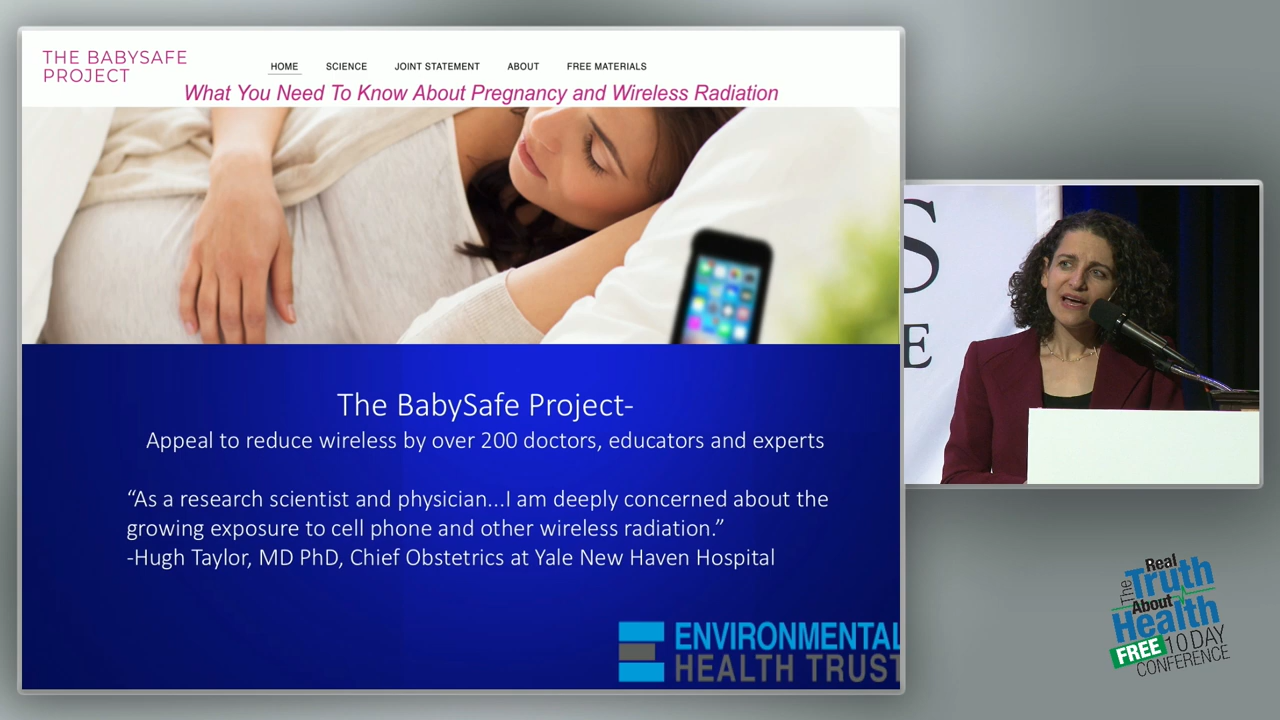 THE BABYSAFE
PROJECT
HOME SCIENCE JOINT STATEMENT ABOUT FREE MATERIALS
What You Need To Know About Pregnancy and Wireless Radiation
The BabySafe Project-
Appeal to reduce wireless by over 200 doctors, educators and experts
“As a research scientist and physician...I am deeply concerned about the
growing exposure to cell phone and other wireless radiation.”
-Hugh Taylor, MD PhD, Chief Obstetrics at Yale New Haven Hospital
ENVIRONMENTAL
HEALTH TRUST
S
E
The Real
Truth
About
Health
FREE 10 DAY
CONFERENCE